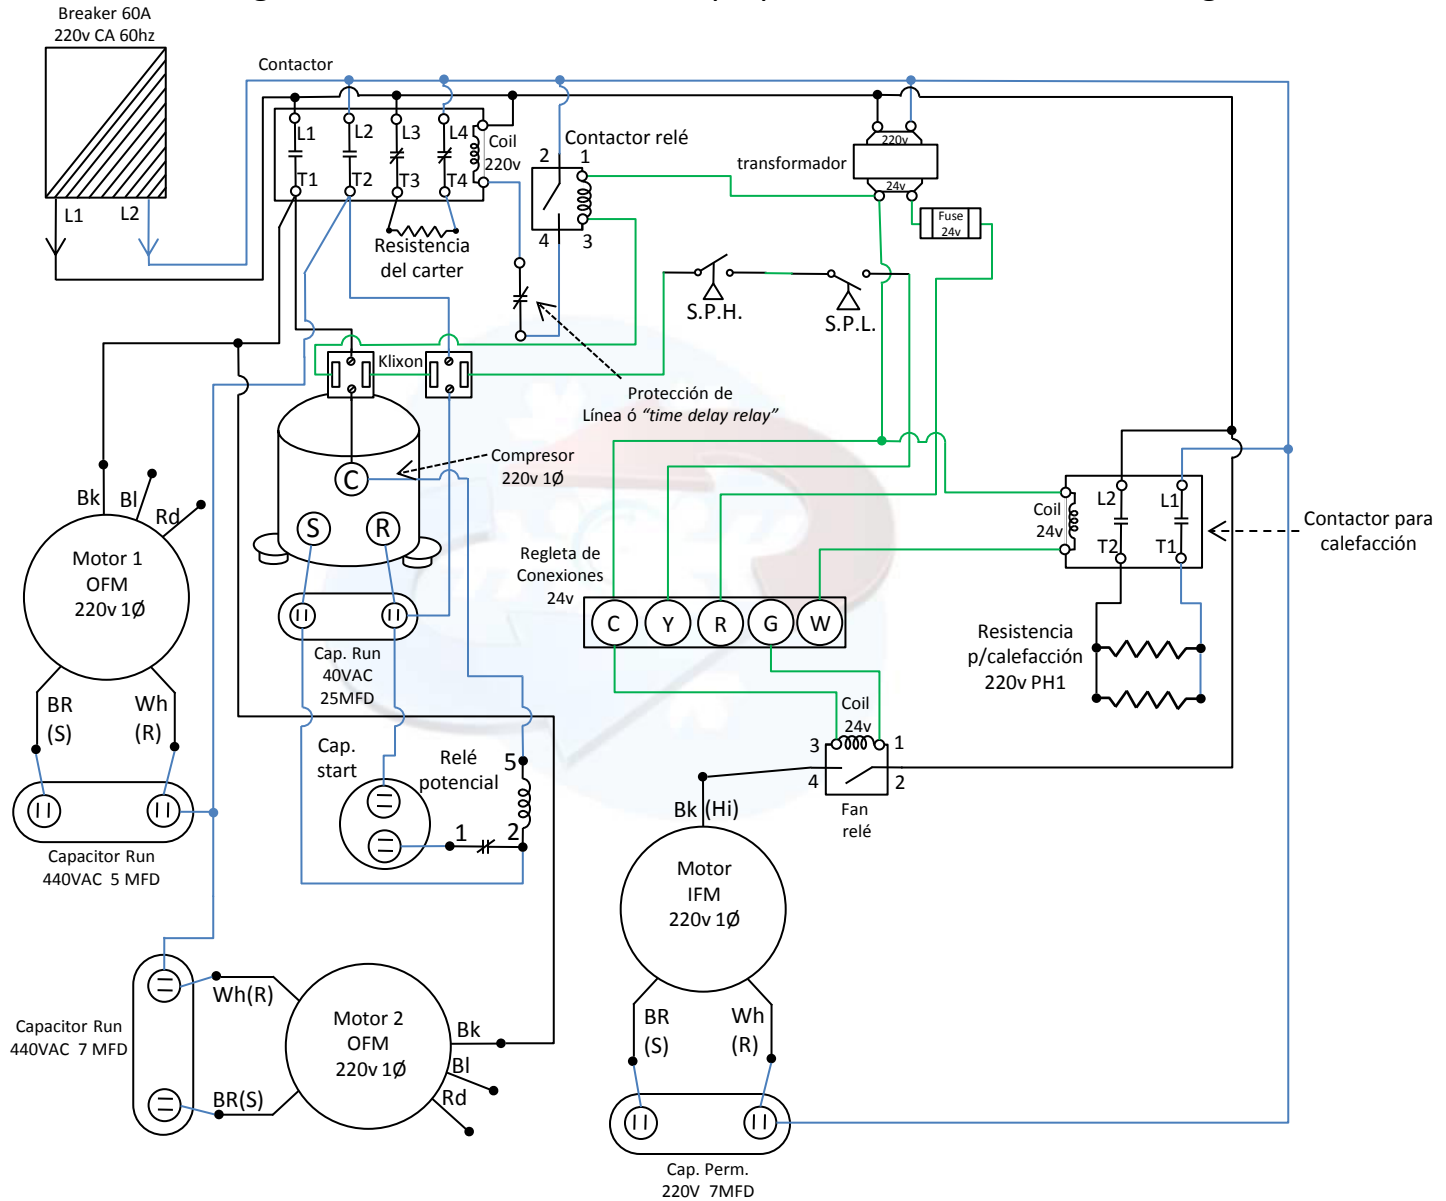 Breaker 60A
220v CA 60hz
L1
L2
Contactor
L1
L2
L3
L4
T1
T2
T3
T4
Coil
220v
Resistencia
del carter
Contactor relé
2
1
4
3
transformador
220v
24v
Fuse
24v
S.P.H.
S.P.L.
Klixon
Protección de
Línea ó “time delay relay”
Compresor
220v 1Ø
C
S
R
Bk
Bl
Rd
Motor 1
OFM
220v 1Ø
BR
(S)
Wh
(R)
Capacitor Run
440VAC 5 MFD
Cap. Run
40VAC
25MFD
Cap.
start
Relé
potencial
5
1
2
Regleta de
Conexiones
24v
C
Y
R
G
W
Coil
24v
L2
L1
T2
T1
Contactor para
calefacción
Resistencia
p/calefacción
220v PH1
Coil
24v
3
1
4
2
Fan
relé
Bk (Hi)
Motor
IFM
220v 1Ø
BR
(S)
Wh
(R)
Cap. Perm.
220V 7MFD
Capacitor Run
440VAC 7 MFD
Wh(R)
BR(S)
Motor 2
OFM
220v 1Ø
Bk
Bl
Rd